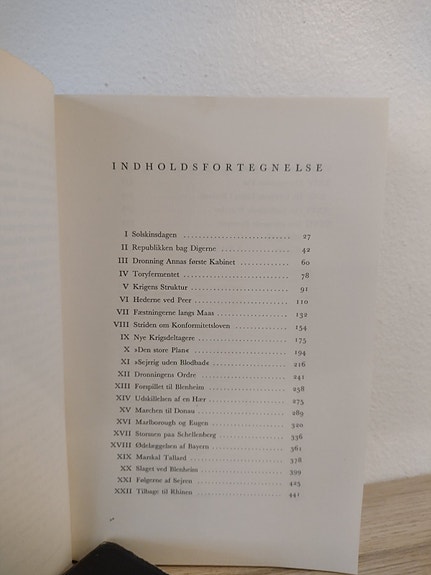 INDHOLDSFORTEGNELSE
I Solskinsdagen 27
II Republikken bag Digerne 42
III Dronning Annas første Kabinet 60
IV Toryfermentet 78
V Krigens Struktur 91
VI Hederne ved Peer 110
VII Fæstningerne langs Maas 132
VIII Striden om Konformitetsloven 154
IX Nye Krigsdeltagere 175
X »Den store Plan« 194
XI »Sejerig uden Blodbad« 216
XII Dronningens Ordre 241
XIII Forspillet til Blenheim 258
XIV Udskillelsen af en Hær 275
XV Marchen til Donau 289
XVI Marlborough og Eugen 320
XVII Stormen paa Schellenberg 336
XVIII Ødelæggelsen af Bayern 361
XIX Marskal Tallard 378
XX Slaget ved Blenheim 399
XXI Følgerne af Sejren 425
XXII Tilbage til Rhinen 441